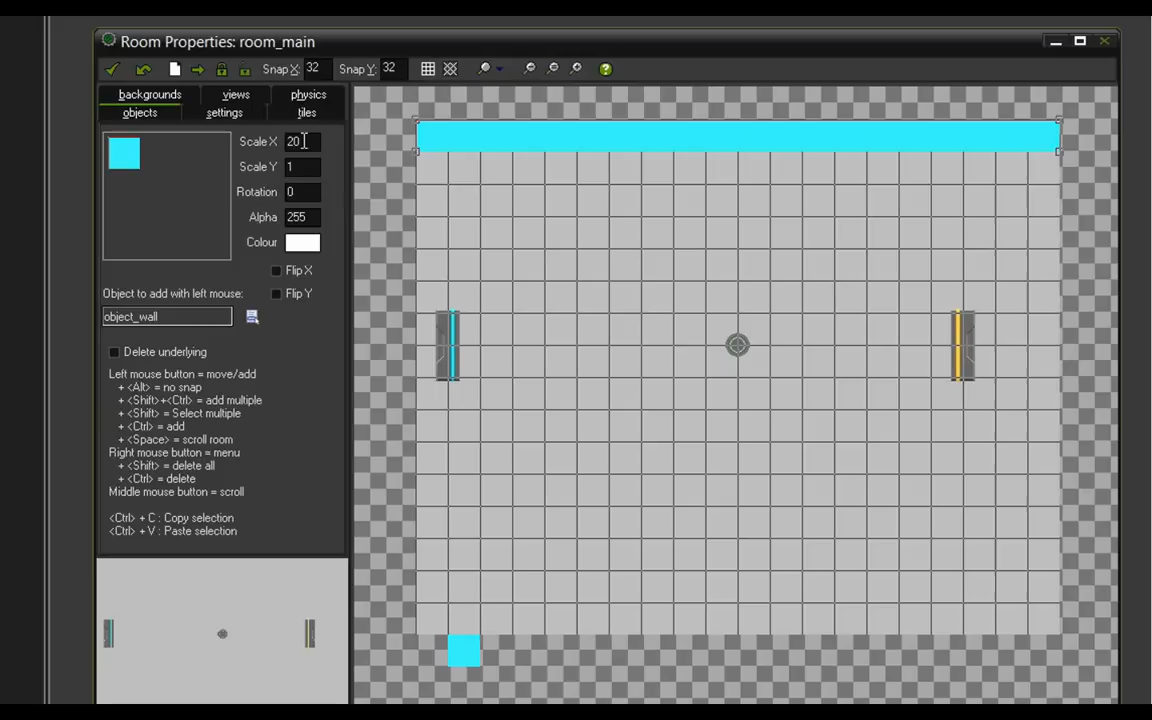 Room Properties: room_main
Snap X: 32 Snap Y: 32
backgrounds views physics
objects settings tiles
Scale X 20
Scale Y 1
Rotation 0
Alpha 255
Colour
Flip X
Object to add with left mouse: Flip Y
object_wall
Delete underlying
Left mouse button = move/add
+ <Alt> = no snap
+ <Shift>+<Ctrl> = add multiple
+ <Shift> = Select multiple
+ <Ctrl> = add
+ <Space> = scroll room
Right mouse button = menu
+ <Shift> = delete all
+ <Ctrl> = delete
Middle mouse button = scroll
<Ctrl> + C : Copy selection
<Ctrl> + V : Paste selection